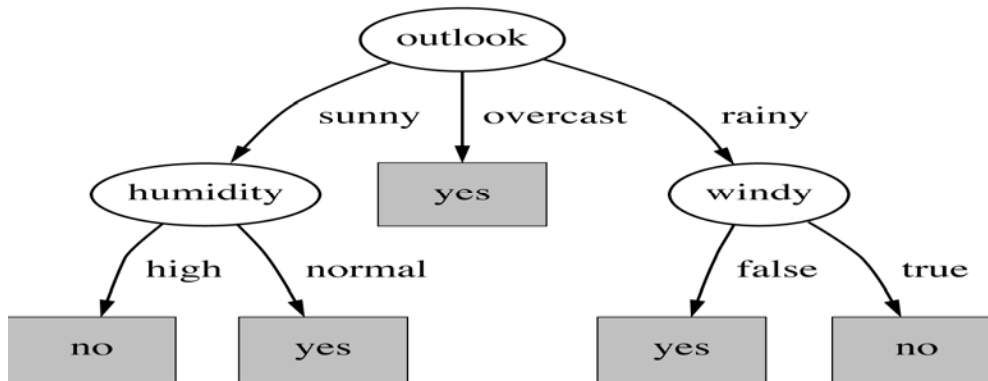 outlook
sunny overcast rainy
humidity yes windy
high normal false true
no yes yes no